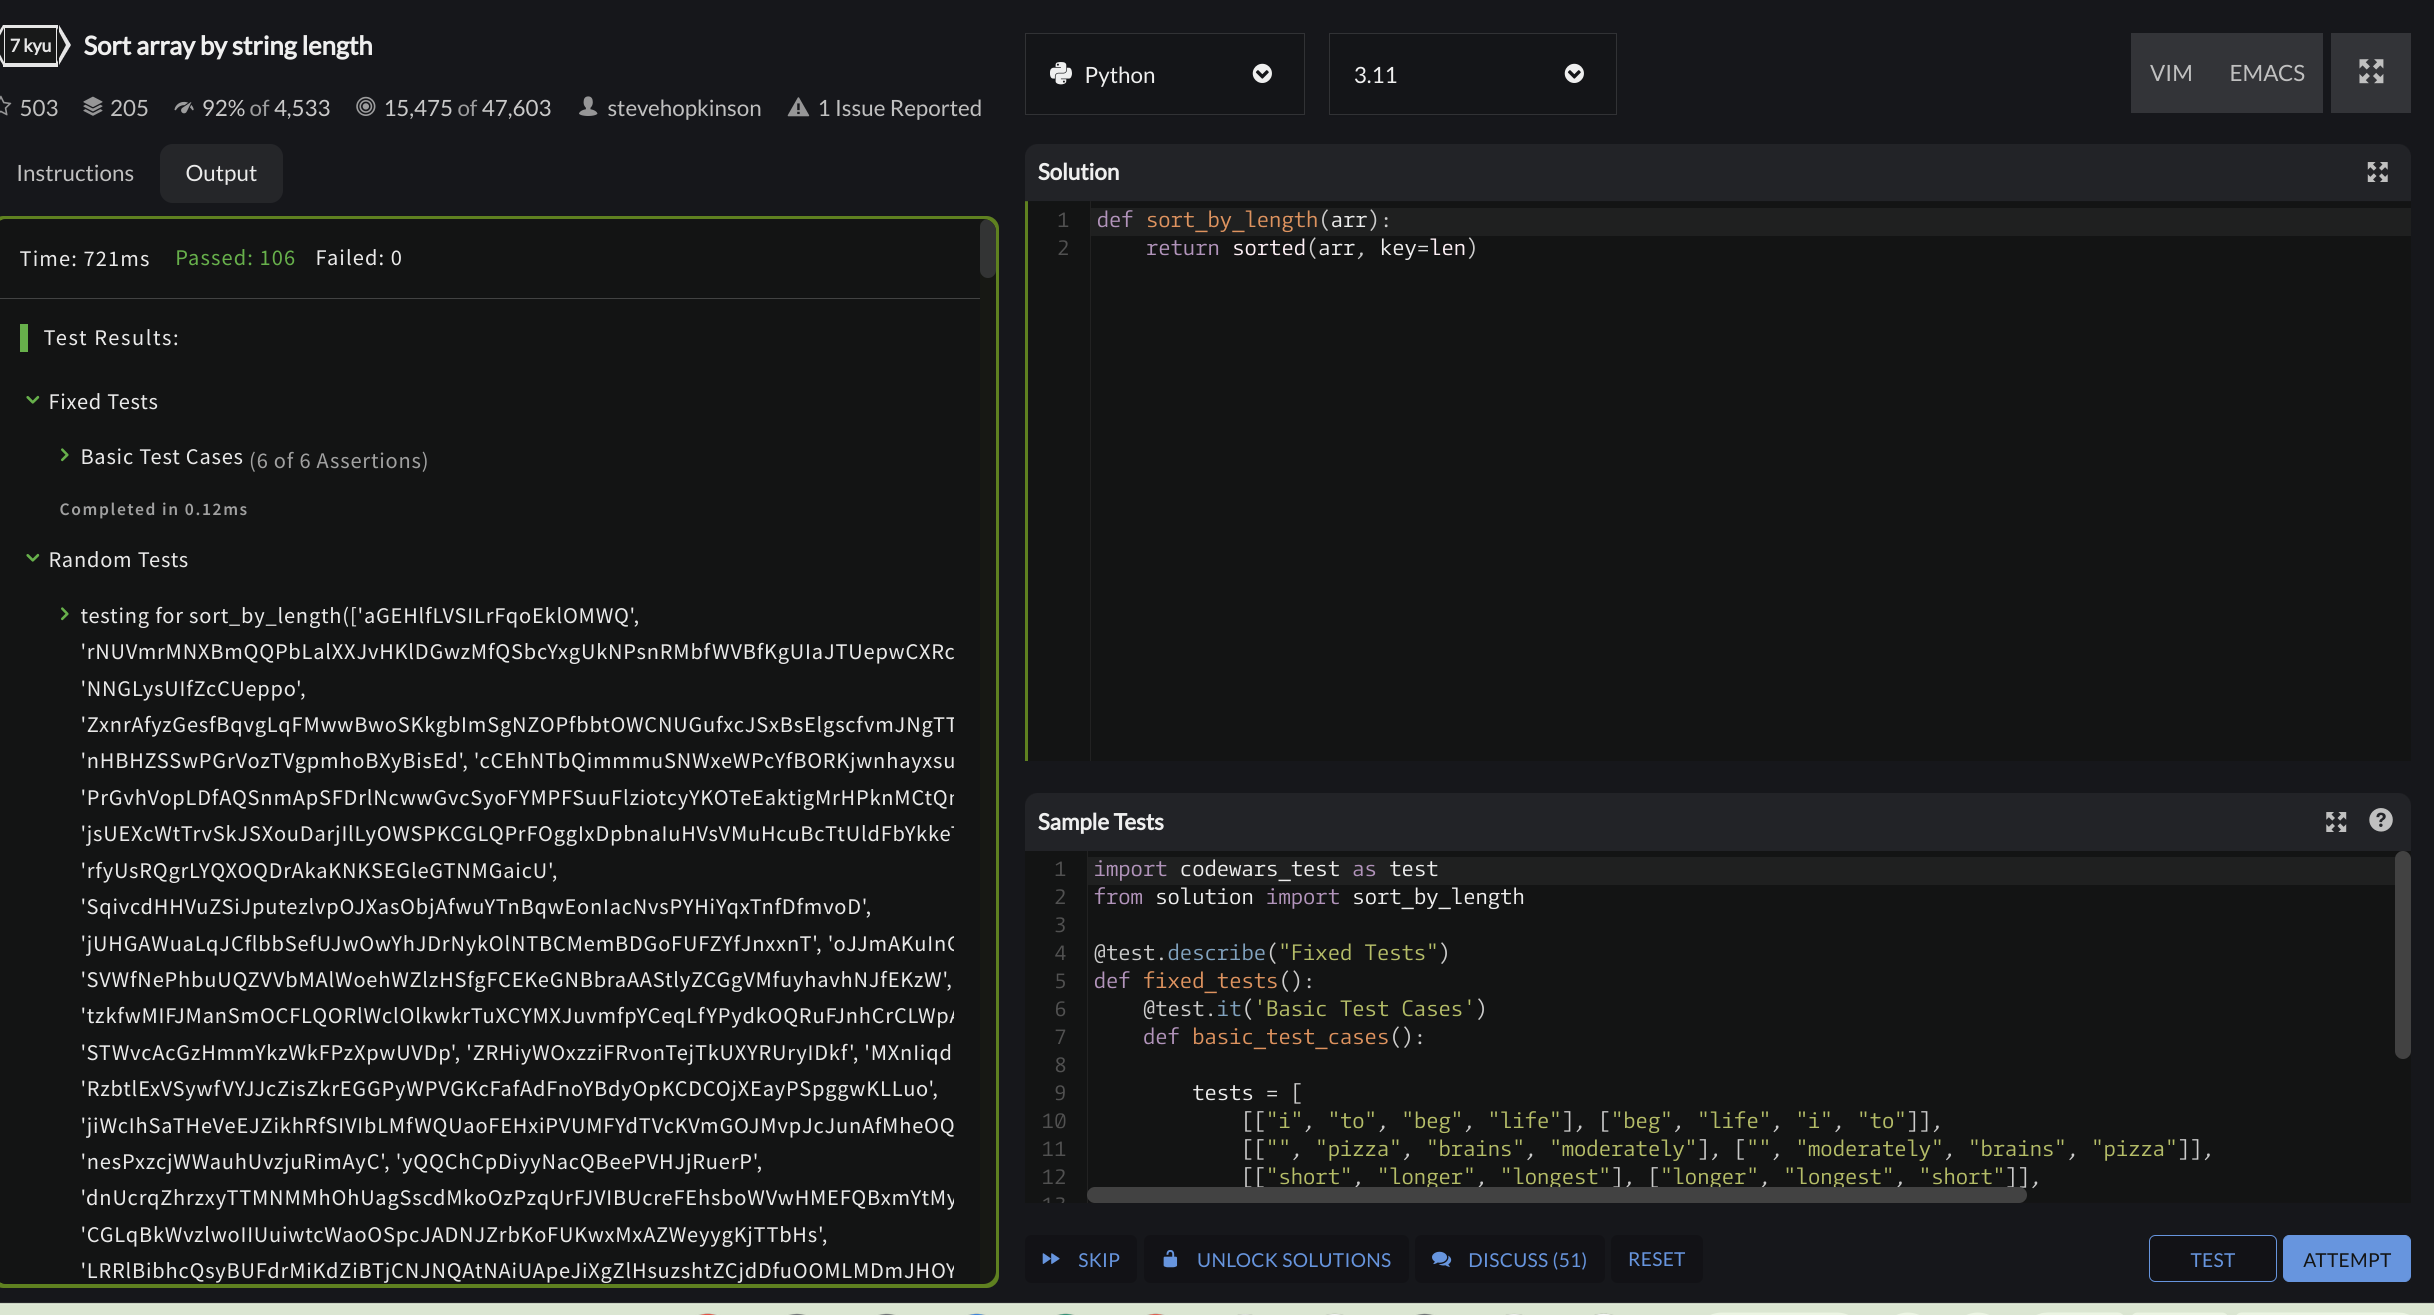 7 kyu Sort array by string length
503 205 92% of 4,533 15,475 of 47,603 stevehopkinson 1 Issue Reported
Instructions Output
Time: 721ms Passed: 106 Failed: 0
Test Results:
Fixed Tests
Basic Test Cases (6 of 6 Assertions)
Completed in 0.12ms
Random Tests
testing for sort_by_length(['aGEHlfLVSILrFqoEklOMWQ',
'rNUVmrMNXBmQQPbLalXXJvHKlDGwzMfQSbcYxgUkNPsnRMbfWVBfKgUIaJTUepwCXRc
'NNGLysUIfZcCUeppo',
'ZxnrAfyzGesfBqvgLqFMwwBwoSKkgbImSgNZOPfbbtOWCNUGufxcJSxBsElgscfvmJNgTT
'nHBHZSSwPGrVozTVgpmhoBXyBisEd', 'cCEhNTbQimmmuSNWxeWPcYfBORKjwnhayxsu
'PrGvhVopLDfAQSnmApSFDrlNcwwGvcSyoFYMPFSuuFlziotcyYKOTeEaktigMrHPknMCtQr
'jsUEXcWtTrvSkJSXouDarjIlLyOWSPKCGLQPrFOggIxDpbnaIuHVsVMuHcuBcTtUldFbYkke
'rfyUsRQgrLYQXOQDrAkaKNKSEGleGTNMGaicU',
'SqivcdHHVuZSiJputezlvpOJXasObjAfwuYTnBqwEonIacNvsPYHiYqxTnfDfmvoD',
'jUHGAWuaLqJCflbbSefUJwOwYhJDrNykOlNTBCMemBDGoFUFZYfJnxxnT', 'oJJmAKuIn
'SVWfNePhbuUQZVVbMAlWoehWZlzHSfgFCEKeGNBbraAAStlyZCGgVMfuyhavhNJfEKzW',
'tzkfwMIFJManSmOCFLQORlWclOlkwkrTuXCYMXJuvmfpYCeqLfYPydkOQRuFJnhCrCLWp
'STWvcAcGzHmmYkzWkFPzXpwUVDp', 'ZRHiyWOxzziFRvonTejTkUXYRUryIDkf', 'MXnIiqd
'RzbtlExVSywfVYJJcZisZkrEGGPyWPVGKcFafAdFnoYBdyOpKCDCOjXEayPSpggwKLLuo',
'jiWcIhSaTHeVeEJZikhRfSIVIbLMfWQUaoFEHxiPVUMFYdTVcKVmGOJMvpJcJunAfMheOQ
'nesPxzcjWWauhUvzjuRimAyC', 'yQQChCpDiyyNacQBeePVHJjRuerP',
'dnUcrqZhrzxyTTMNMMhOhUagSscdMkoOzPzqUrFJVIBUcreFEhsboWVwHMEFQBxmYtMy
'CGLqBkWvzlwoIIUuiwtcWaoOSpcJADNJZrbKoFUKwxMxAZWeyygKjTTbHs',
'LRRlBibhcQsyBUFdrMiKdZiBTjCNJNQAtNAiUApeJiXgZlHsuzshtZCjdDfuOOMLMDmJHOY
Python 3.11 VIM EMACS
Solution
1 def sort_by_length(arr):
2     return sorted(arr, key=len)
Sample Tests
1 import codewars_test as test
2 from solution import sort_by_length
3
4 @test.describe("Fixed Tests")
5 def fixed_tests():
6     @test.it('Basic Test Cases')
7     def basic_test_cases():
8
9         tests = [
10             [["i", "to", "beg", "life"], ["beg", "life", "i", "to"]],
11             [["", "pizza", "brains", "moderately"], ["", "moderately", "brains", "pizza"]],
12             [["short", "longer", "longest"], ["longer", "longest", "short"]],
SKIP UNLOCK SOLUTIONS DISCUSS (51) RESET TEST ATTEMPT